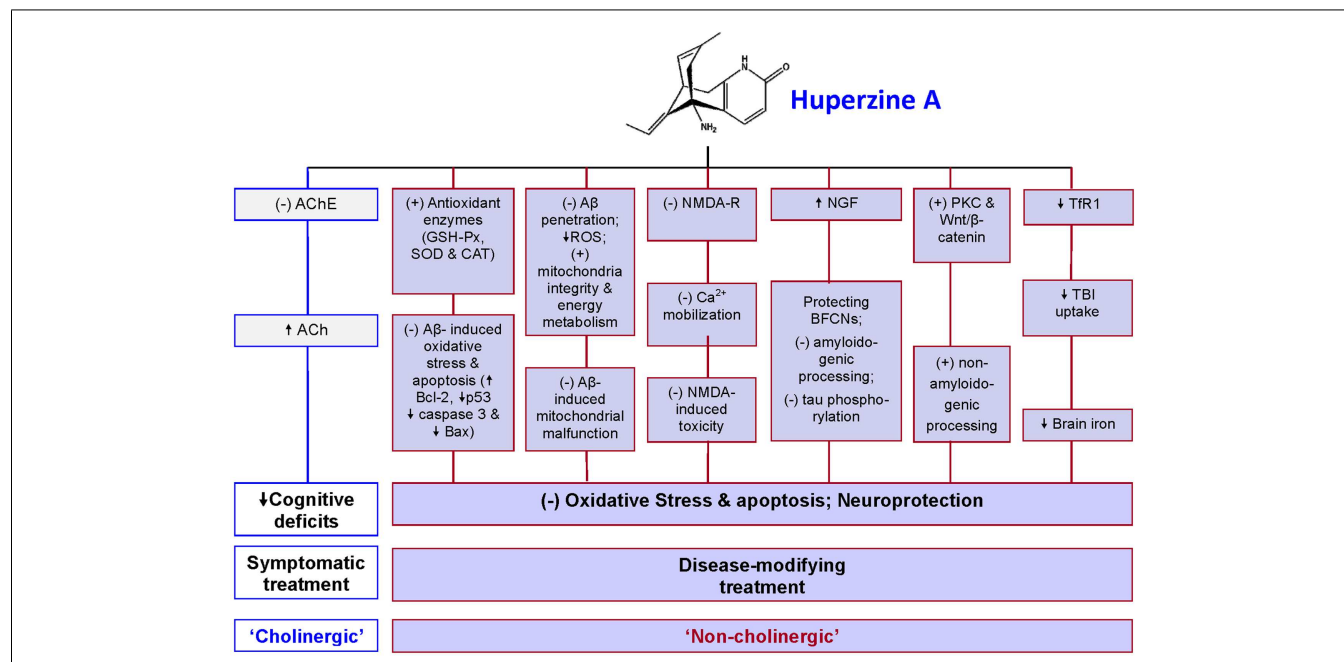 H
N
O
NH2
Huperzine A
(-) AChE
↑ ACh
↓Cognitive
deficits
Symptomatic
treatment
'Cholinergic'
(+) Antioxidant
enzymes
(GSH-Px,
SOD & CAT)
(-) Aβ- induced
oxidative
stress &
apoptosis (↑
Bcl-2, ↓p53
↓ caspase 3 &
↓ Bax)
(-) Aβ
penetration;
↓ROS;
(+)
mitochondria
integrity &
energy
metabolism
(-) Aβ-
induced
mitochondrial
malfunction
(-) NMDA-R
(-) Ca²⁺
mobilization
(-) NMDA-
induced
toxicity
↑ NGF
Protecting
BFCNs;
(-) amyloido-
genic
processing;
(-) tau phospho-
rylation
(+) PKC &
Wnt/β-
catenin
(+) non-
amyloido-
genic
processing
↓ TfR1
↓ TBI
uptake
↓ Brain iron
(-) Oxidative Stress & apoptosis; Neuroprotection
Disease-modifying
treatment
'Non-cholinergic'